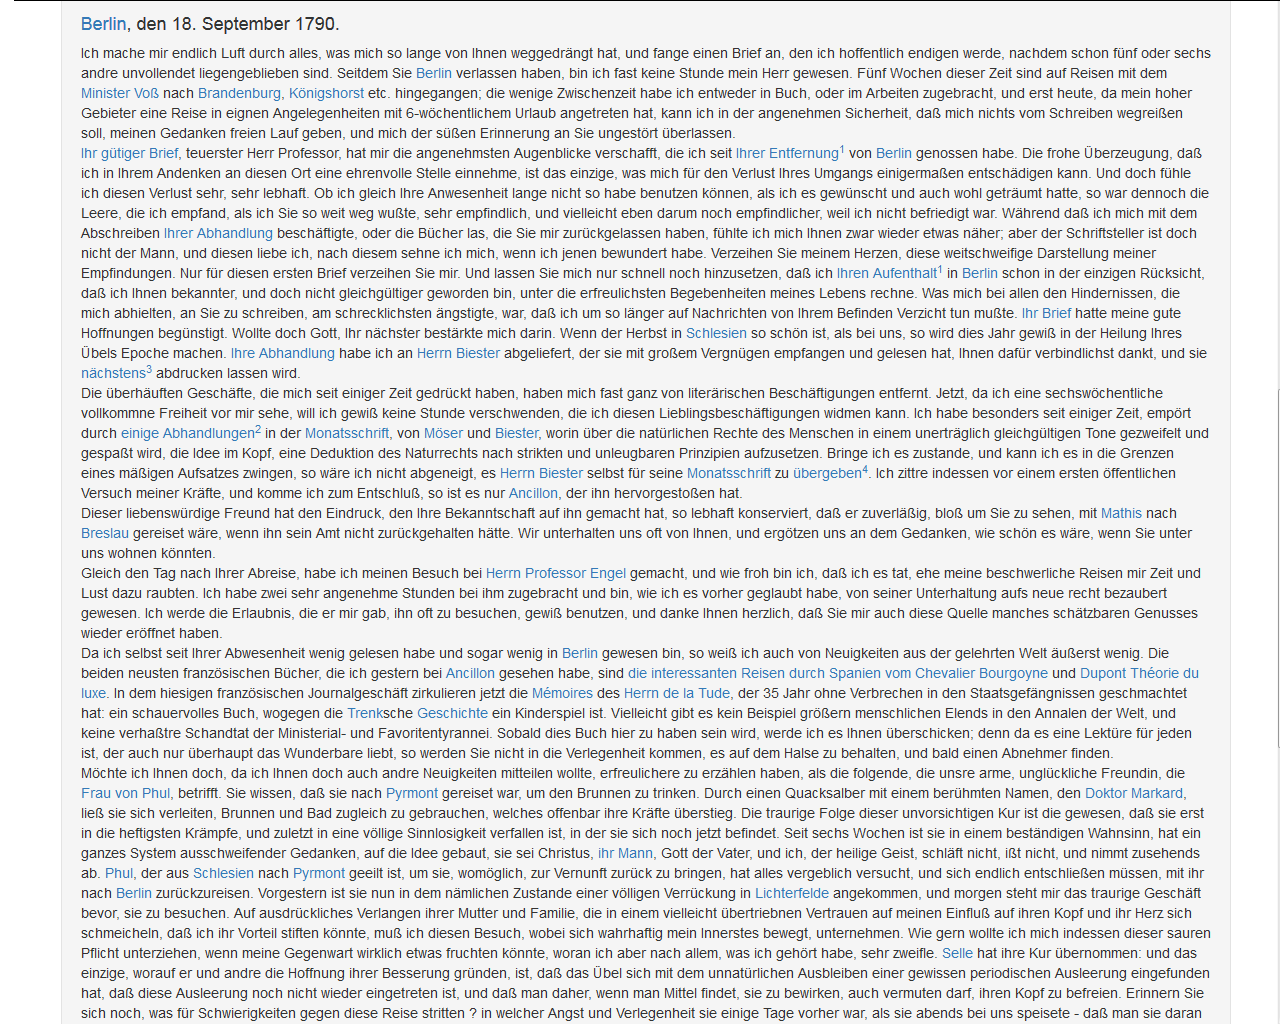 Berlin, den 18. September 1790.
Ich mache mir endlich Luft durch alles, was mich so lange von Ihnen weggedrängt hat, und fange einen Brief an, den ich hoffentlich endigen werde, nachdem schon fünf oder sechs
andre unvollendet liegengeblieben sind. Seitdem Sie Berlin verlassen haben, bin ich fast keine Stunde mein Herr gewesen. Fünf Wochen dieser Zeit sind auf Reisen mit dem
Minister Voß nach Brandenburg, Königshorst etc. hingegangen; die wenige Zwischenzeit habe ich entweder in Buch, oder im Arbeiten zugebracht, und erst heute, da mein hoher
Gebieter eine Reise in eignen Angelegenheiten mit 6-wöchentlichem Urlaub angetreten hat, kann ich in der angenehmen Sicherheit, daß mich nichts vom Schreiben wegreißen
soll, meinen Gedanken freien Lauf geben, und mich der süßen Erinnerung an Sie ungestört überlassen.
Ihr gütiger Brief, teuerster Herr Professor, hat mir die angenehmsten Augenblicke verschafft, die ich seit Ihrer Entfernung1 von Berlin genossen habe. Die frohe Überzeugung, daß
ich in Ihrem Andenken an diesen Ort eine ehrenvolle Stelle einnehme, ist das einzige, was mich für den Verlust Ihres Umgangs einigermaßen entschädigen kann. Und doch fühle
ich diesen Verlust sehr, sehr lebhaft. Ob ich gleich Ihre Anwesenheit lange nicht so habe benutzen können, als ich es gewünscht und auch wohl geträumt hatte, so war dennoch die
Leere, die ich empfand, als ich Sie so weit weg wußte, sehr empfindlich, und vielleicht eben darum noch empfindlicher, weil ich nicht befriedigt war. Während daß ich mich mit dem
Abschreiben Ihrer Abhandlung beschäftigte, oder die Bücher las, die Sie mir zurückgelassen haben, fühlte ich mich Ihnen zwar wieder etwas näher; aber der Schriftsteller ist doch
nicht der Mann, und diesen liebe ich, nach diesem sehne ich mich, wenn ich jenen bewundert habe. Verzeihen Sie meinem Herzen, diese weitschweifige Darstellung meiner
Empfindungen. Nur für diesen ersten Brief verzeihen Sie mir. Und lassen Sie mich nur schnell noch hinzusetzen, daß ich Ihren Aufenthalt1 in Berlin schon in der einzigen Rücksicht,
daß ich Ihnen bekannter, und doch nicht gleichgültiger geworden bin, unter die erfreulichsten Begebenheiten meines Lebens rechne. Was mich bei allen den Hindernissen, die
mich abhielten, an Sie zu schreiben, am schrecklichsten ängstigte, war, daß ich um so länger auf Nachrichten von Ihrem Befinden Verzicht tun mußte. Ihr Brief hatte meine gute
Hoffnungen begünstigt. Wollte doch Gott, Ihr nächster bestärkte mich darin. Wenn der Herbst in Schlesien so schön ist, als bei uns, so wird dies Jahr gewiß in der Heilung Ihres
Übels Epoche machen. Ihre Abhandlung habe ich an Herrn Biester abgeliefert, der sie mit großem Vergnügen empfangen und gelesen hat, Ihnen dafür verbindlichst dankt, und sie
nächstens3 abdrucken lassen wird.
Die überhäuften Geschäfte, die mich seit einiger Zeit gedrückt haben, haben mich fast ganz von literärischen Beschäftigungen entfernt. Jetzt, da ich eine sechswöchentliche
vollkommne Freiheit vor mir sehe, will ich gewiß keine Stunde verschwenden, die ich diesen Lieblingsbeschäftigungen widmen kann. Ich habe besonders seit einiger Zeit, empört
durch einige Abhandlungen2 in der Monatsschrift, von Möser und Biester, worin über die natürlichen Rechte des Menschen in einem unerträglich gleichgültigen Tone gezweifelt und
gespaßt wird, die Idee im Kopf, eine Deduktion des Naturrechts nach strikten und unleugbaren Prinzipien aufzusetzen. Bringe ich es zustande, und kann ich es in die Grenzen
eines mäßigen Aufsatzes zwingen, so wäre ich nicht abgeneigt, es Herrn Biester selbst für seine Monatsschrift zu übergeben4. Ich zittre indessen vor einem ersten öffentlichen
Versuch meiner Kräfte, und komme ich zum Entschluß, so ist es nur Ancillon, der ihn hervorgestoßen hat.
Dieser liebenswürdige Freund hat den Eindruck, den Ihre Bekanntschaft auf ihn gemacht hat, so lebhaft konserviert, daß er zuverläßig, bloß um Sie zu sehen, mit Mathis nach
Breslau gereiset wäre, wenn ihn sein Amt nicht zurückgehalten hätte. Wir unterhalten uns oft von Ihnen, und ergötzen uns an dem Gedanken, wie schön es wäre, wenn Sie unter
uns wohnen könnten.
Gleich den Tag nach Ihrer Abreise, habe ich meinen Besuch bei Herrn Professor Engel gemacht, und wie froh bin ich, daß ich es tat, ehe meine beschwerliche Reisen mir Zeit und
Lust dazu raubten. Ich habe zwei sehr angenehme Stunden bei ihm zugebracht und bin, wie ich es vorher geglaubt habe, von seiner Unterhaltung aufs neue recht bezaubert
gewesen. Ich werde die Erlaubnis, die er mir gab, ihn oft zu besuchen, gewiß benutzen, und danke Ihnen herzlich, daß Sie mir auch diese Quelle manches schätzbaren Genusses
wieder eröffnet haben.
Da ich selbst seit Ihrer Abwesenheit wenig gelesen habe und sogar wenig in Berlin gewesen bin, so weiß ich auch von Neuigkeiten aus der gelehrten Welt äußerst wenig. Die
beiden neusten französischen Bücher, die ich gestern bei Ancillon gesehen habe, sind die interessanten Reisen durch Spanien vom Chevalier Bourgoyne und Dupont Théorie du
luxe. In dem hiesigen französischen Journalgeschäft zirkulieren jetzt die Mémoires des Herrn de la Tude, der 35 Jahr ohne Verbrechen in den Staatsgefängnissen geschmachtet
hat: ein schauervolles Buch, wogegen die Trenksche Geschichte ein Kinderspiel ist. Vielleicht gibt es kein Beispiel größern menschlichen Elends in den Annalen der Welt, und
keine verhaßtre Schandtat der Ministerial- und Favoritentyrannei. Sobald dies Buch hier zu haben sein wird, werde ich es Ihnen überschicken; denn da es eine Lektüre für jeden
ist, der auch nur überhaupt das Wunderbare liebt, so werden Sie nicht in die Verlegenheit kommen, es auf dem Halse zu behalten, und bald einen Abnehmer finden.
Möchte ich Ihnen doch, da ich Ihnen doch auch andre Neuigkeiten mitteilen wollte, erfreulichere zu erzählen haben, als die folgende, die unsre arme, unglückliche Freundin, die
Frau von Phul, betrifft. Sie wissen, daß sie nach Pyrmont gereiset war, um den Brunnen zu trinken. Durch einen Quacksalber mit einem berühmten Namen, den Doktor Markard,
ließ sie sich verleiten, Brunnen und Bad zugleich zu gebrauchen, welches offenbar ihre Kräfte überstieg. Die traurige Folge dieser unvorsichtigen Kur ist die gewesen, daß sie erst
in die heftigsten Krämpfe, und zuletzt in eine völlige Sinnlosigkeit verfallen ist, in der sie sich noch jetzt befindet. Seit sechs Wochen ist sie in einem beständigen Wahnsinn, hat ein
ganzes System ausschweifender Gedanken, auf die Idee gebaut, sie sei Christus, ihr Mann, Gott der Vater, und ich, der heilige Geist, schläft nicht, ißt nicht, und nimmt zusehends
ab. Phul, der aus Schlesien nach Pyrmont geeilt ist, um sie, womöglich, zur Vernunft zurück zu bringen, hat alles vergeblich versucht, und sich endlich entschließen müssen, mit ihr
nach Berlin zurückzureisen. Vorgestern ist sie nun in dem nämlichen Zustande einer völligen Verrückung in Lichterfelde angekommen, und morgen steht mir das traurige Geschäft
bevor, sie zu besuchen. Auf ausdrückliches Verlangen ihrer Mutter und Familie, die in einem vielleicht übertriebnen Vertrauen auf meinen Einfluß auf ihren Kopf und ihr Herz sich
schmeicheln, daß ich ihr Vorteil stiften könnte, muß ich diesen Besuch, wobei sich wahrhaftig mein Innerstes bewegt, unternehmen. Wie gern wollte ich mich indessen dieser sauren
Pflicht unterziehen, wenn meine Gegenwart wirklich etwas fruchten könnte, woran ich aber nach allem, was ich gehört habe, sehr zweifle. Selle hat ihre Kur übernommen: und das
einzige, worauf er und andre die Hoffnung ihrer Besserung gründen, ist, daß das Übel sich mit dem unnatürlichen Ausbleiben einer gewissen periodischen Ausleerung eingefunden
hat, daß diese Ausleerung noch nicht wieder eingetreten ist, und daß man daher, wenn man Mittel findet, sie zu bewirken, auch vermuten darf, ihren Kopf zu befreien. Erinnern Sie
sich noch, was für Schwierigkeiten gegen diese Reise stritten ? in welcher Angst und Verlegenheit sie einige Tage vorher war, als sie abends bei uns speisete - daß man sie daran